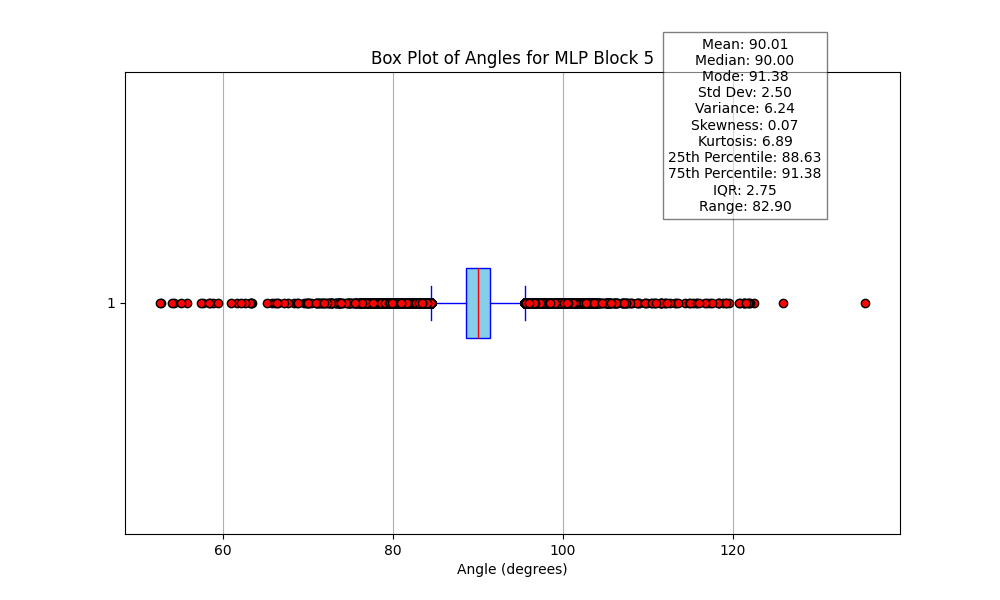 Box Plot of Angles for MLP Block 5
Mean: 90.01
Median: 90.00
Mode: 91.38
Std Dev: 2.50
Variance: 6.24
Skewness: 0.07
Kurtosis: 6.89
25th Percentile: 88.63
75th Percentile: 91.38
IQR: 2.75
Range: 82.90
1
60 80 100 120
Angle (degrees)